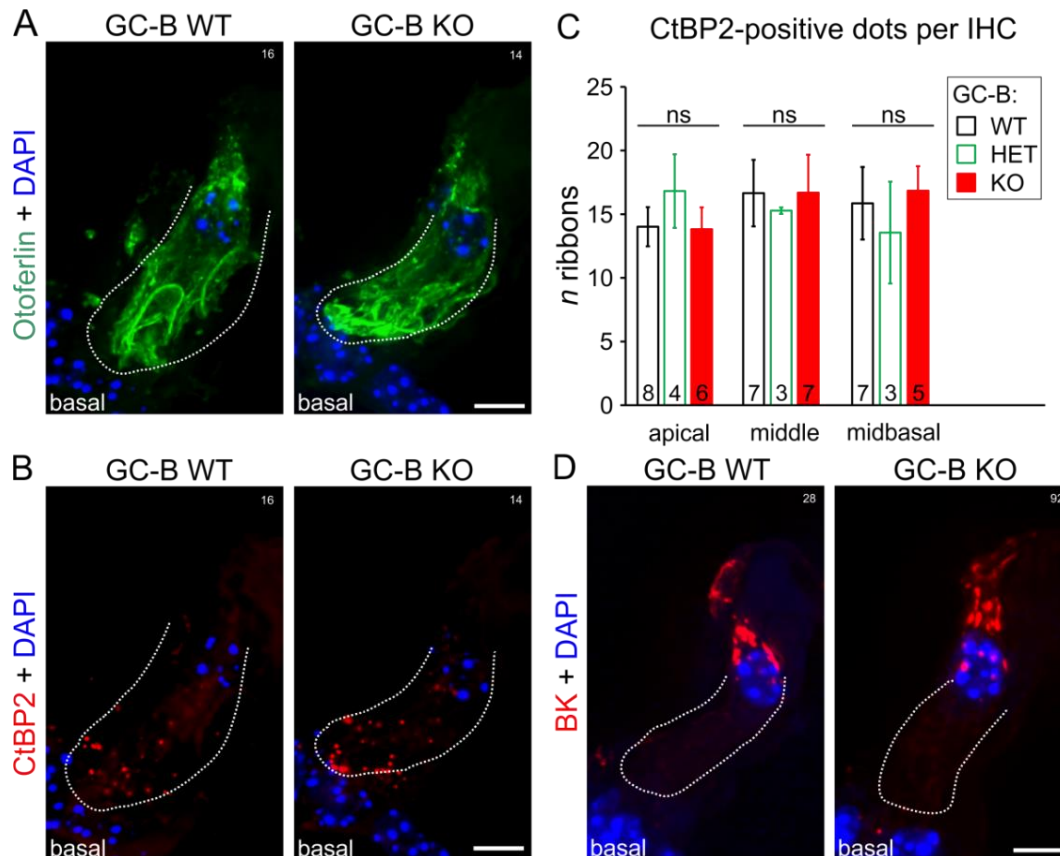 A
GC-B WT
GC-B KO
16
14
Otoferlin + DAPI
basal
basal
B
GC-B WT
GC-B KO
16
14
CtBP2 + DAPI
basal
basal
C
CtBP2-positive dots per IHC
n ribbons
25
20
15
10
5
0
ns
ns
ns
GC-B:
WT
HET
KO
8 4 6 7 3 7 7 3 5
apical middle midbasal
D
GC-B WT
GC-B KO
28
92
BK + DAPI
basal
basal